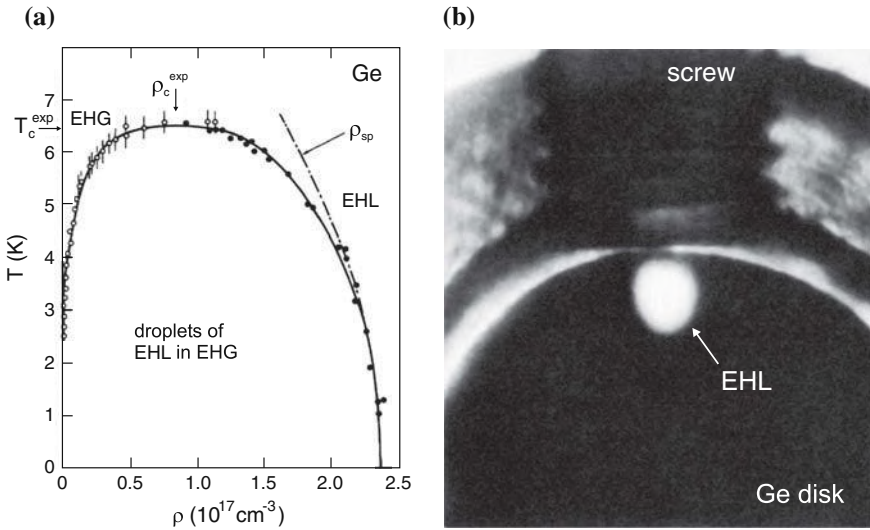 (a)
Ge
ρ_c^exp
7
T_c^exp
EHG
ρ_sp
6
5
EHL
4
T (K)
3
droplets of
EHL in EHG
2
1
0
0 0.5 1.0 1.5 2.0 2.5
ρ (10^17 cm^-3)
(b)
screw
EHL
Ge disk